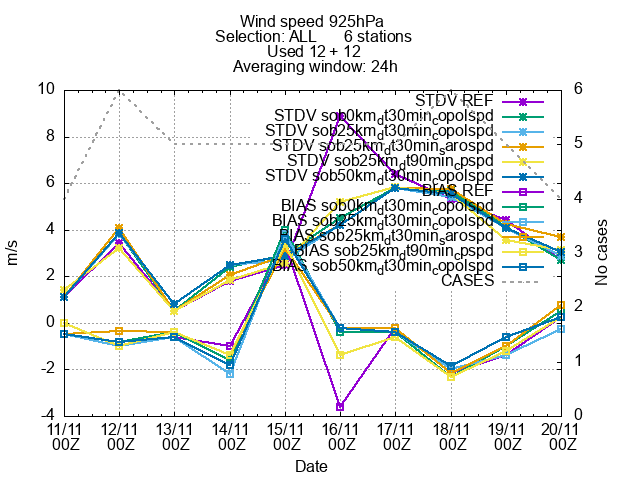 Wind speed 925hPa
Selection: ALL 6 stations
Used 12 + 12
Averaging window: 24h
10
8
6
4
2
0
-2
-4
m/s
6
5
4
3
2
1
0
No cases
STDV REF
STDV sob0km_dt30min_copolspd
STDV sob25km_dt30min_copolspd
STDV sob25km_dt30min_sarospd
STDV sob25km_dt90min_cpspd
STDV sob50km_dt30min_copolspd
BIAS REF
BIAS sob0km_dt30min_copolspd
BIAS sob25km_dt30min_copolspd
BIAS sob25km_dt30min_sarospd
BIAS sob25km_dt90min_cpspd
BIAS sob50km_dt30min_copolspd
CASES
11/11 12/11 13/11 14/11 15/11 16/11 17/11 18/11 19/11 20/11
00Z 00Z 00Z 00Z 00Z 00Z 00Z 00Z 00Z 00Z
Date